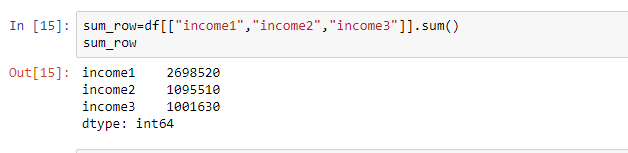 In [15]: sum_row=df[["income1","income2","income3"]].sum()
sum_row
Out[15]: income1    2698520
income2    1095510
income3    1001630
dtype: int64